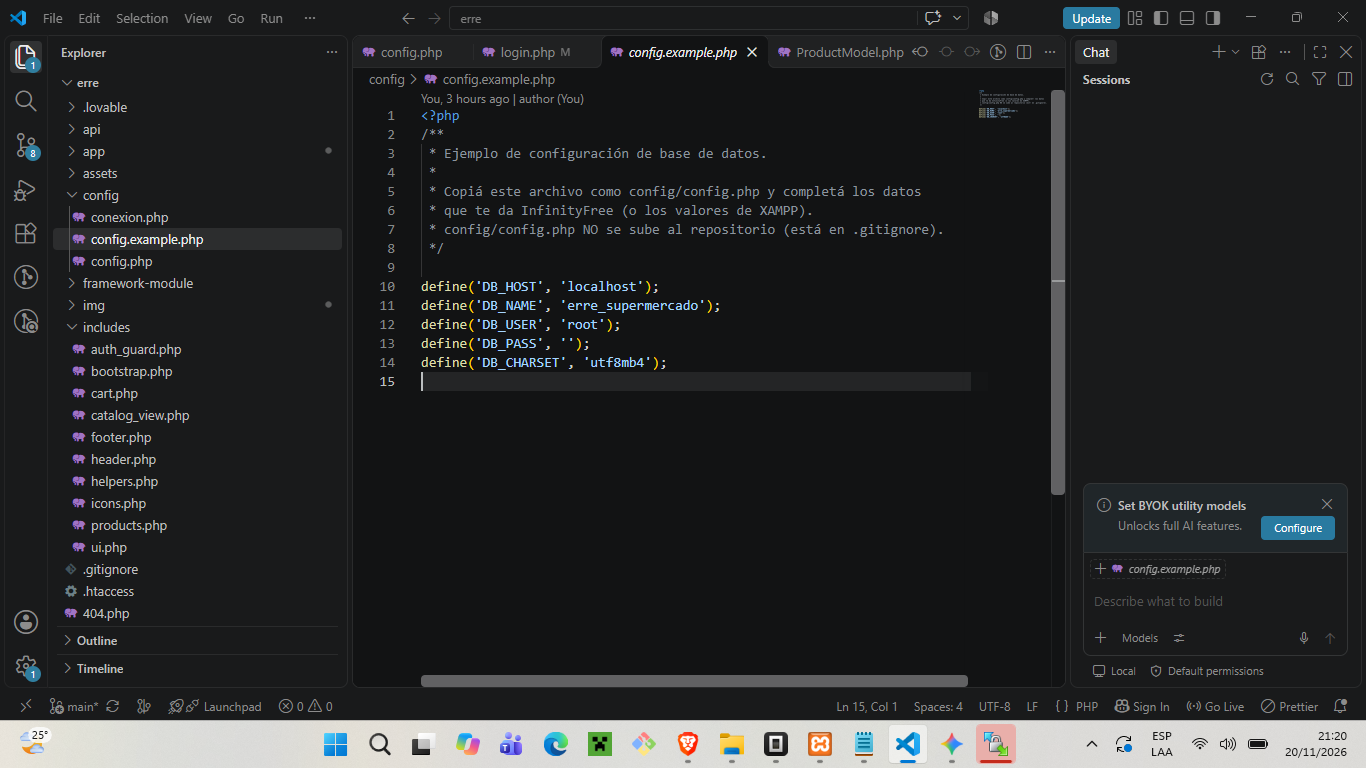 File Edit Selection View Go Run ···
erre
Update
Explorer
erre
.lovable
api
app
assets
config
conexion.php
config.example.php
config.php
framework-module
img
includes
auth_guard.php
bootstrap.php
cart.php
catalog_view.php
footer.php
header.php
helpers.php
icons.php
products.php
ui.php
.gitignore
.htaccess
404.php
Outline
Timeline
1
8
1
config.php login.php M config.example.php ProductModel.php
config > config.example.php
You, 3 hours ago | author (You)
1 <?php
2 /**
3 * Ejemplo de configuración de base de datos.
4 *
5 * Copiá este archivo como config/config.php y completá los datos
6 * que te da InfinityFree (o los valores de XAMPP).
7 * config/config.php NO se sube al repositorio (está en .gitignore).
8 */
9
10 define('DB_HOST', 'localhost');
11 define('DB_NAME', 'erre_supermercado');
12 define('DB_USER', 'root');
13 define('DB_PASS', '');
14 define('DB_CHARSET', 'utf8mb4');
15
Chat
Sessions
Set BYOK utility models
Unlocks full AI features.
Configure
config.example.php
Describe what to build
Models
Local Default permissions
main* Launchpad 0 0 Ln 15, Col 1 Spaces: 4 UTF-8 LF { } PHP Sign In Go Live Prettier
25°
ESP
LAA
21:20
20/11/2026